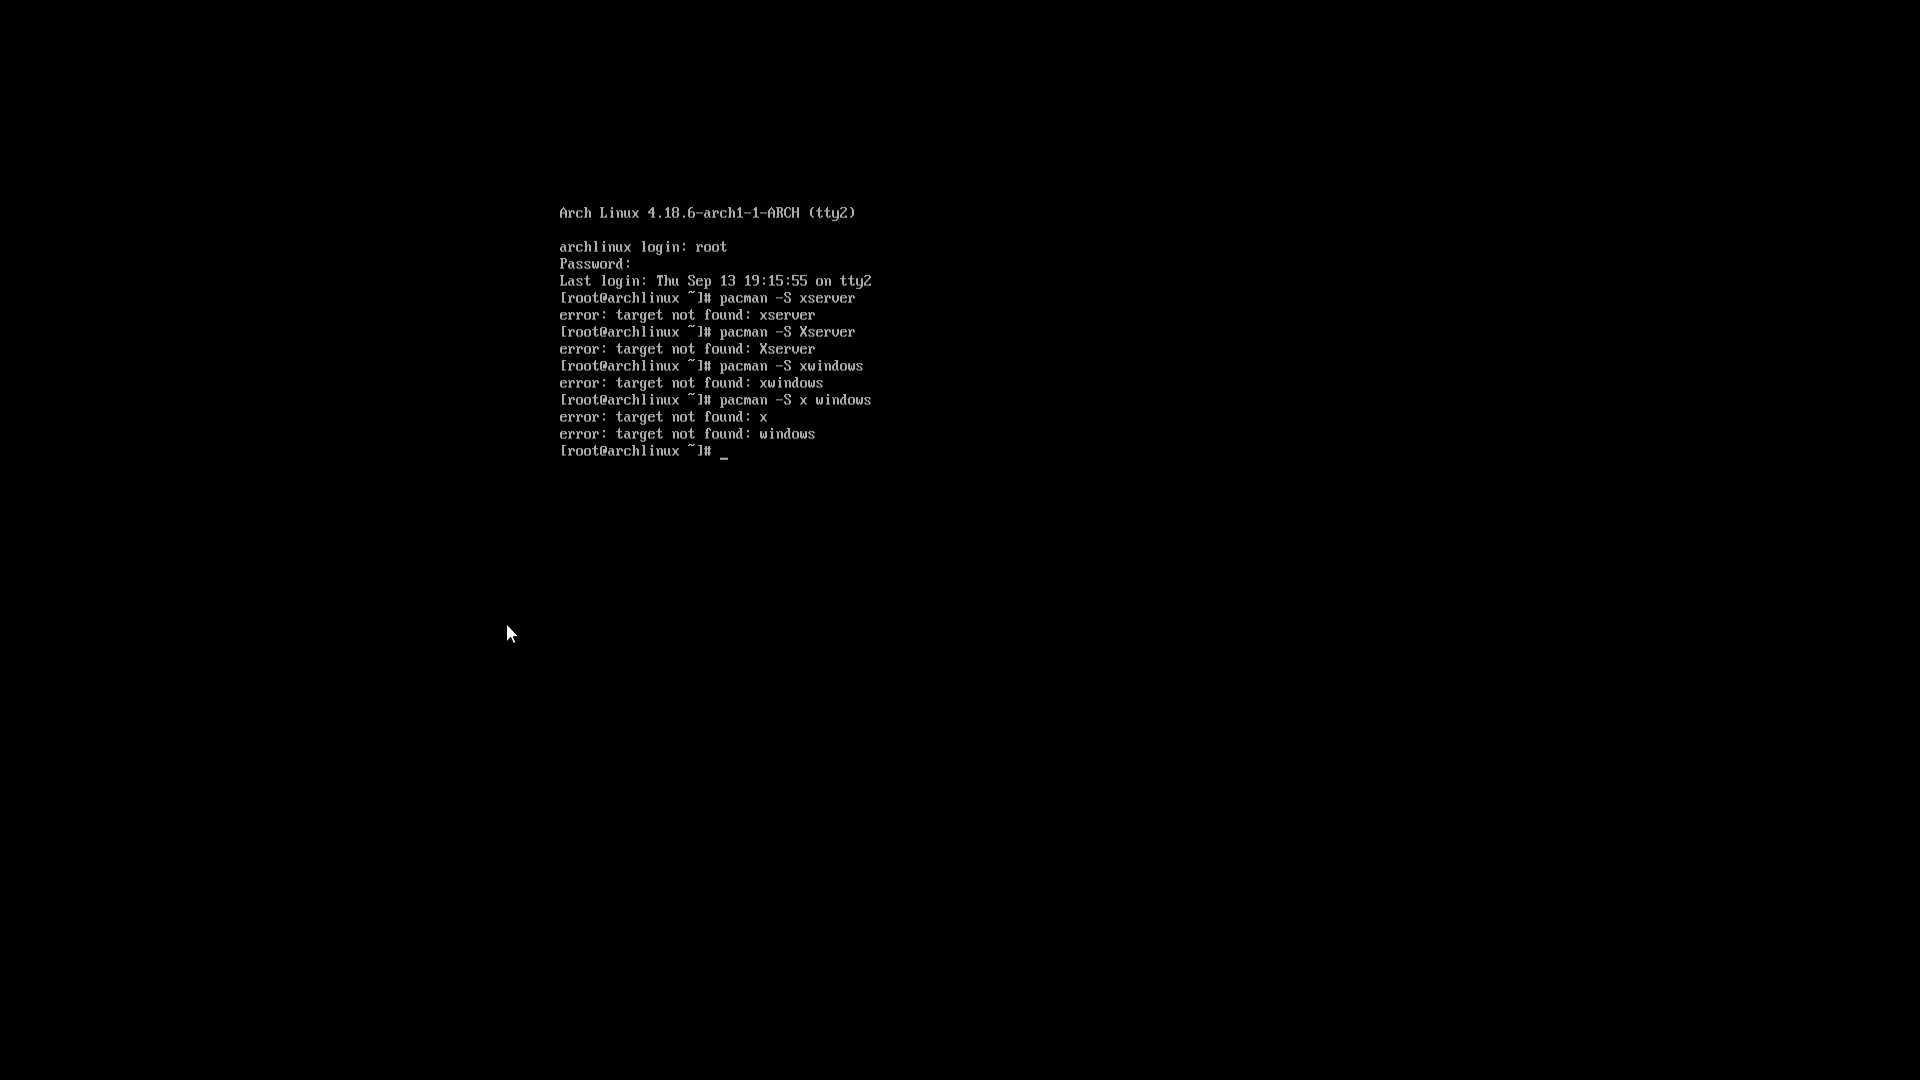 Arch Linux 4.18.6-arch1-1-ARCH (tty2)
archlinux login: root
Password:
Last login: Thu Sep 13 19:15:55 on tty2
[root@archlinux ~]# pacman -S xserver
error: target not found: xserver
[root@archlinux ~]# pacman -S Xserver
error: target not found: Xserver
[root@archlinux ~]# pacman -S xwindows
error: target not found: xwindows
[root@archlinux ~]# pacman -S x windows
error: target not found: x
error: target not found: windows
[root@archlinux ~]# _